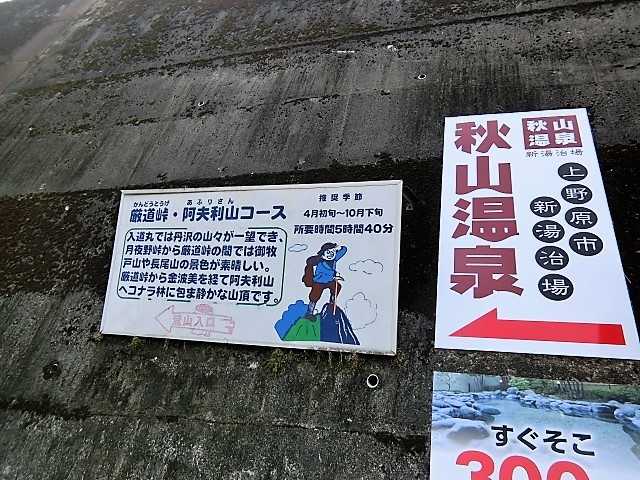 がんどうとうげ あふりさん
厳道峠・阿夫利山コース
推奨季節
4月初旬〜10月下旬
所要時間5時間40分
入道丸では丹沢の山々が一望でき、
月夜野峠から厳道峠の間では御牧
戸山や長尾山の景色が素晴しい。
厳道峠から金波美を経て阿夫利山
へコナラ林に包ま静かな山頂です。
登山入口
秋山温泉
秋山
温泉
新湯治場
上野原市
新湯治場
すぐそこ
300